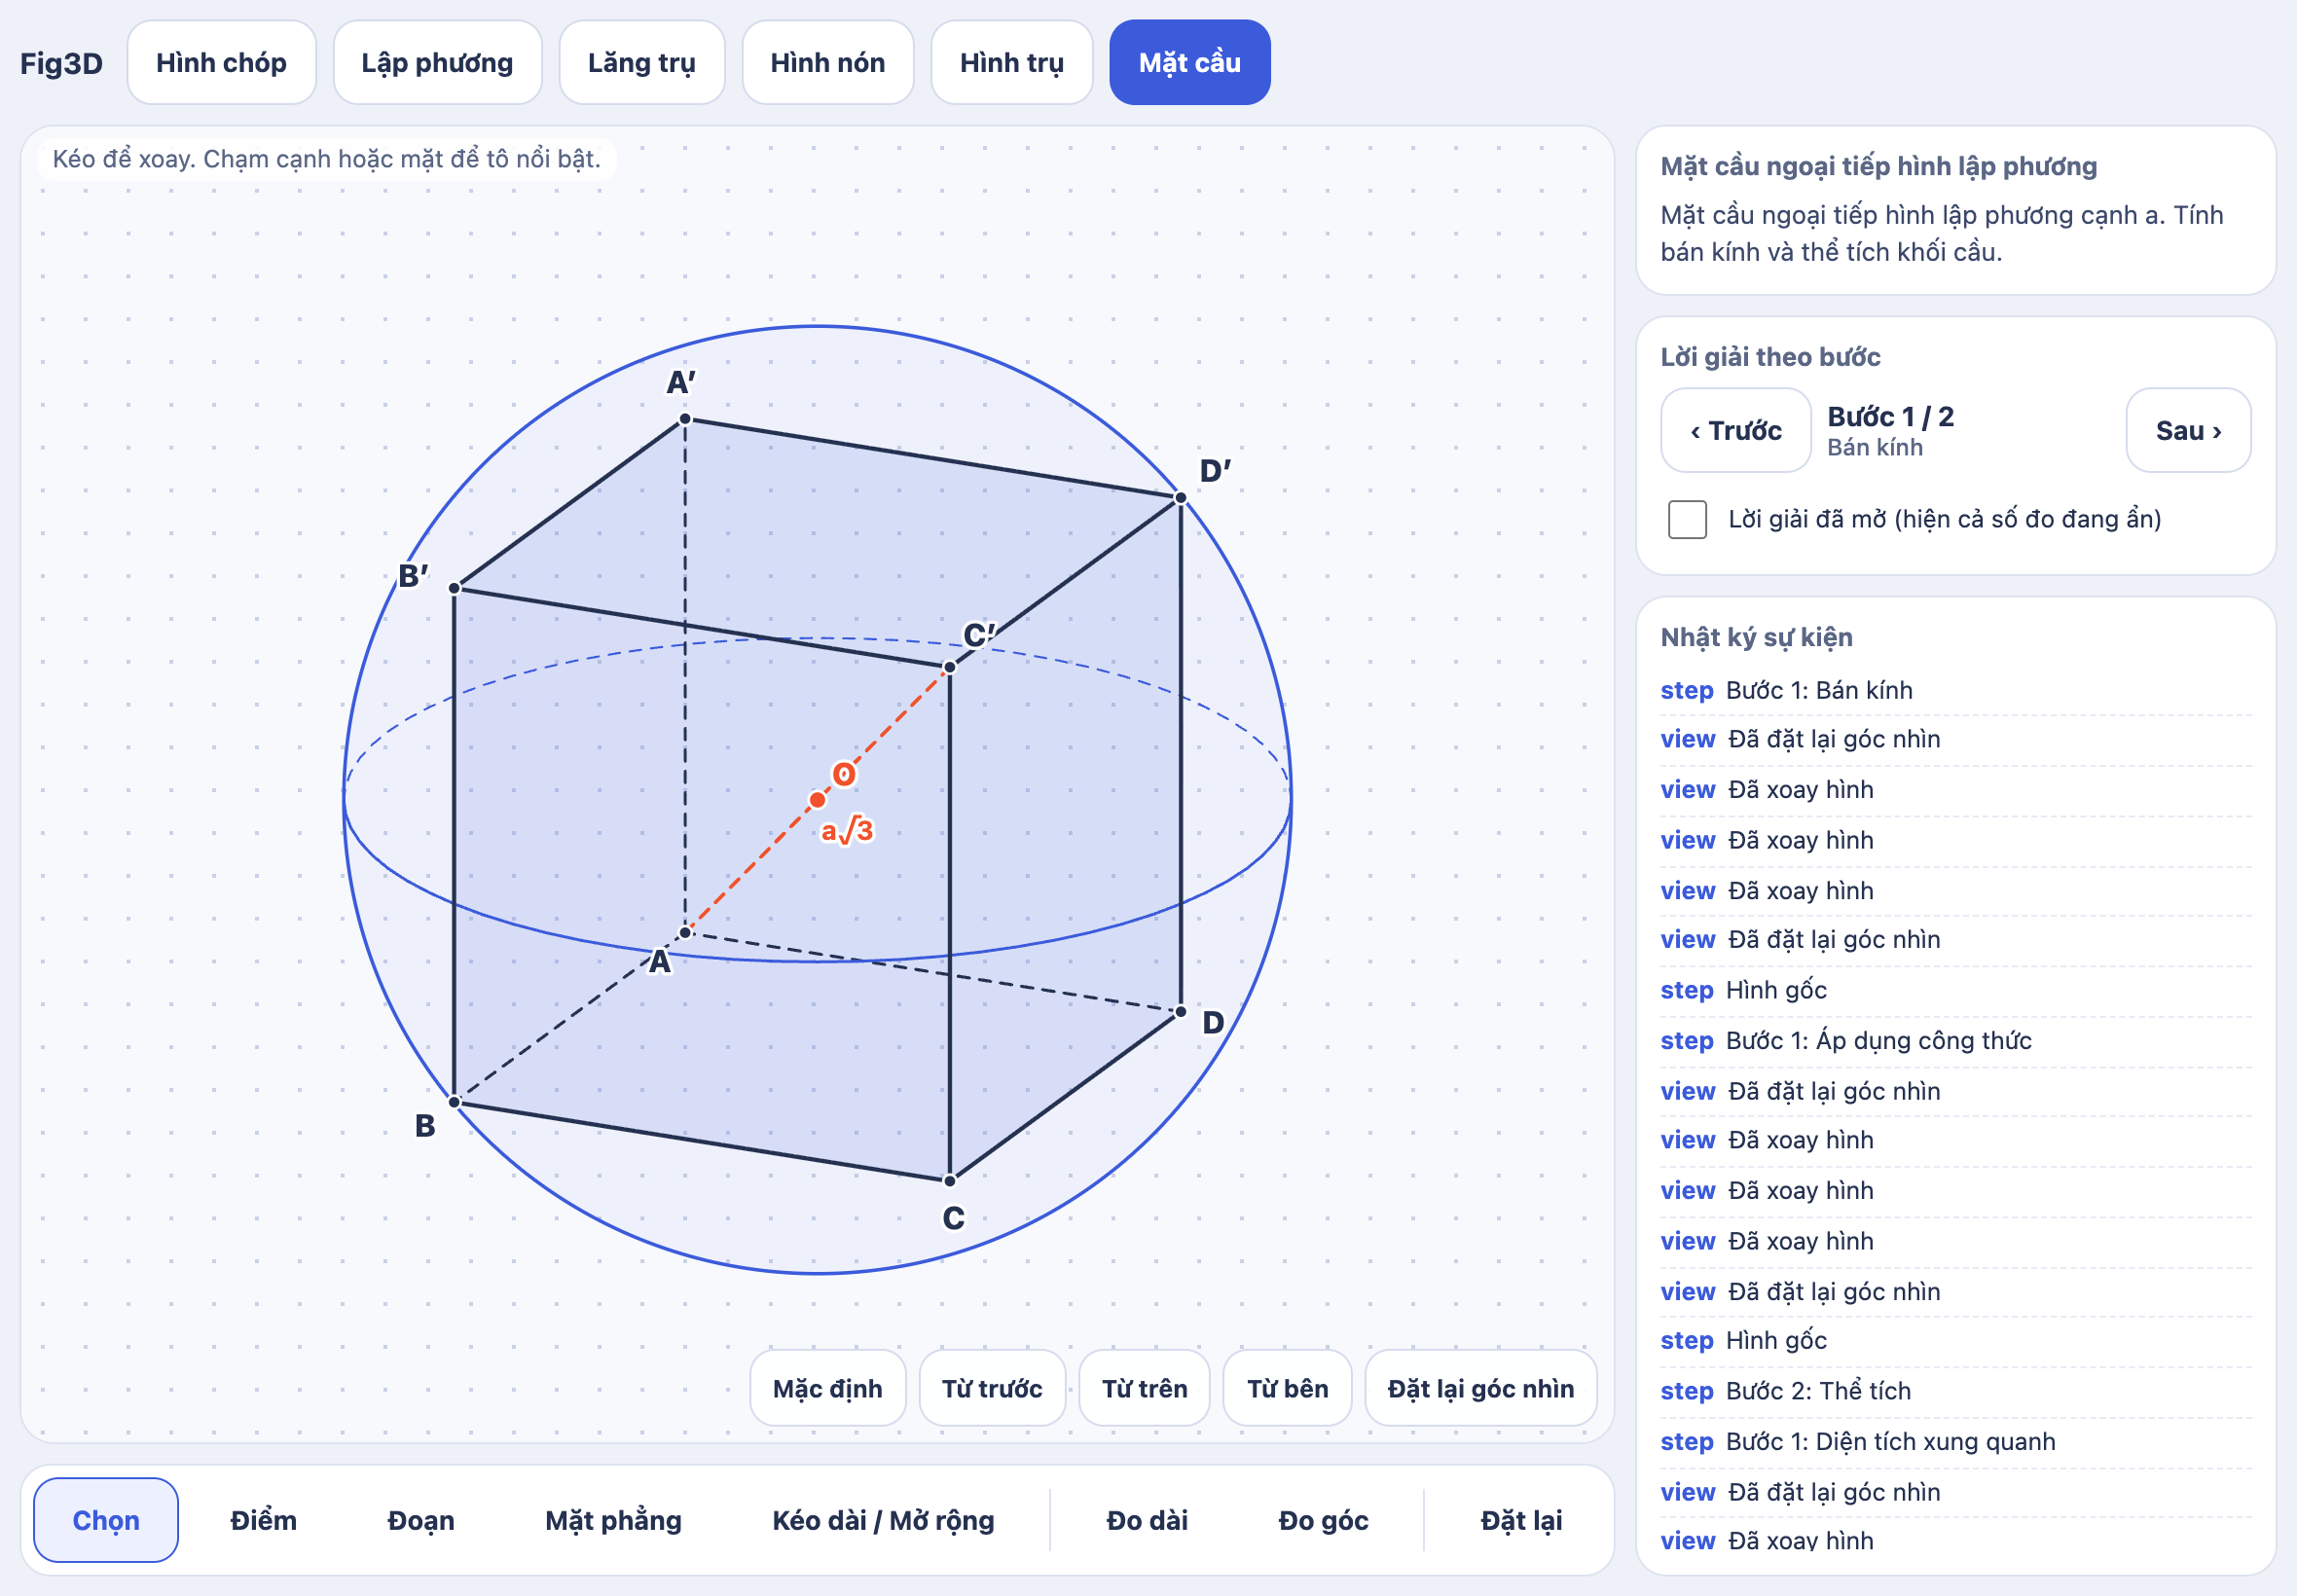 Fig3D
Hình chóp
Lập phương
Lăng trụ
Hình nón
Hình trụ
Mặt cầu
Kéo để xoay. Chạm cạnh hoặc mặt để tô nổi bật.
A′
D′
B′
C′
O
a√3
A
D
B
C
Mặc định
Từ trước
Từ trên
Từ bên
Đặt lại góc nhìn
Chọn
Điểm
Đoạn
Mặt phẳng
Kéo dài / Mở rộng
Đo dài
Đo góc
Đặt lại
Mặt cầu ngoại tiếp hình lập phương
Mặt cầu ngoại tiếp hình lập phương cạnh a. Tính
bán kính và thể tích khối cầu.
Lời giải theo bước
‹ Trước
Bước 1 / 2
Bán kính
Sau ›
Lời giải đã mở (hiện cả số đo đang ẩn)
Nhật ký sự kiện
step Bước 1: Bán kính
view Đã đặt lại góc nhìn
view Đã xoay hình
view Đã xoay hình
view Đã xoay hình
view Đã đặt lại góc nhìn
step Hình gốc
step Bước 1: Áp dụng công thức
view Đã đặt lại góc nhìn
view Đã xoay hình
view Đã xoay hình
view Đã xoay hình
view Đã đặt lại góc nhìn
step Hình gốc
step Bước 2: Thể tích
step Bước 1: Diện tích xung quanh
view Đã đặt lại góc nhìn
view Đã xoay hình